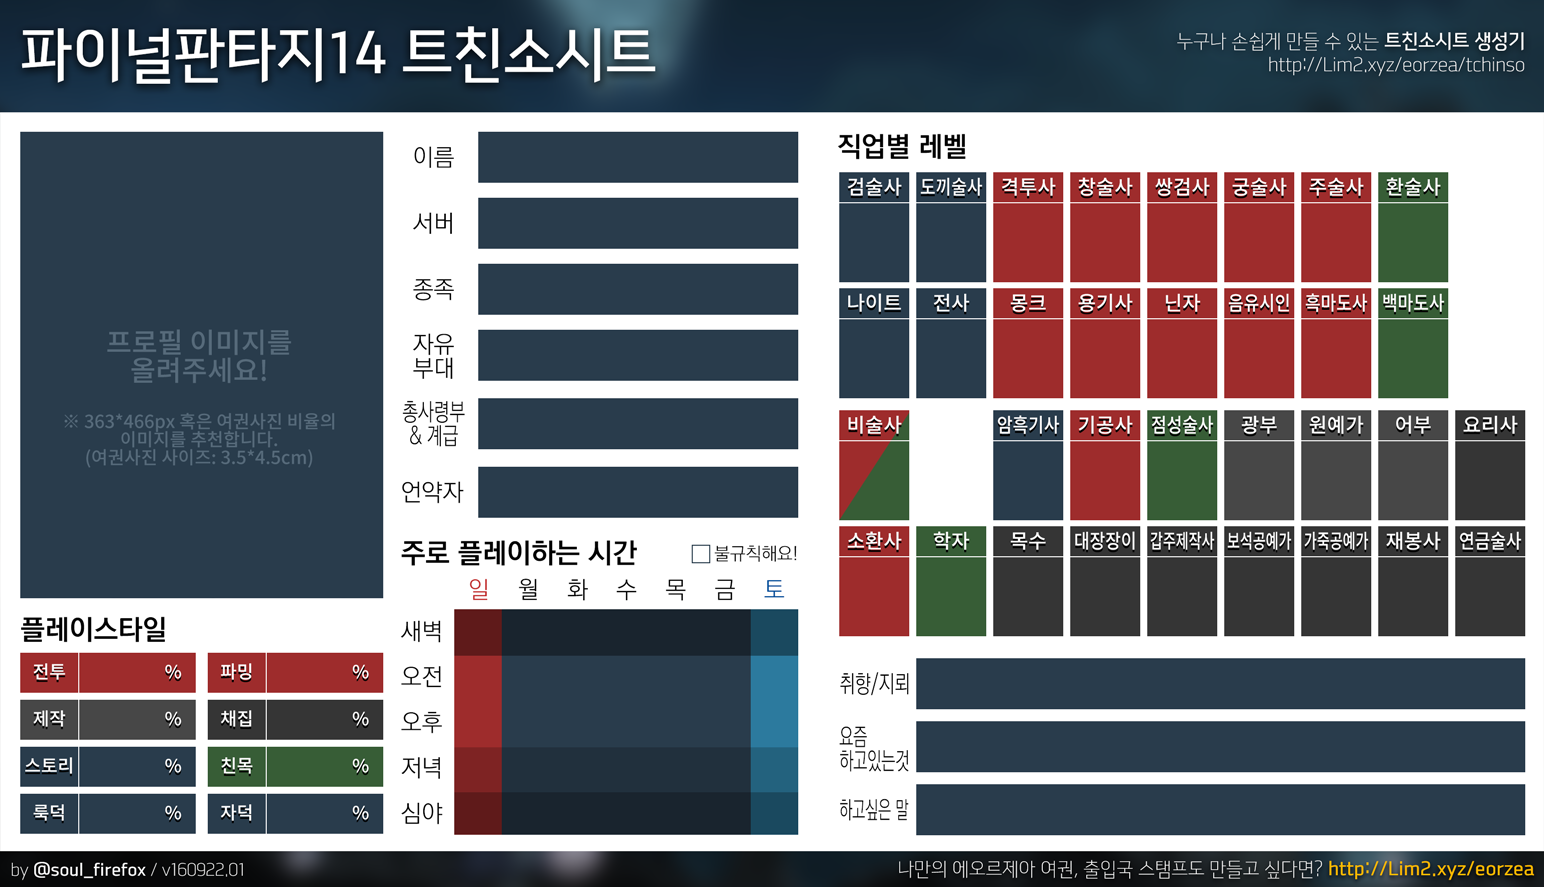 파이널판타지14 트친소시트
누구나 손쉽게 만들 수 있는 트친소시트 생성기
http://Lim2.xyz/eorzea/tchinso
프로필 이미지를
올려주세요!
※ 363*466px 혹은 여권사진 비율의
이미지를 추천합니다.
(여권사진 사이즈: 3.5*4.5cm)
플레이스타일
전투 % 파밍 %
제작 % 채집 %
스토리 % 친목 %
룩덕 % 자덕 %
이름
서버
종족
자유
부대
총사령부
& 계급
언약자
주로 플레이하는 시간 불규칙해요!
일 월 화 수 목 금 토
새벽
오전
오후
저녁
심야
직업별 레벨
검술사 도끼술사 격투사 창술사 쌍검사 궁술사 주술사 환술사
나이트 전사 몽크 용기사 닌자 음유시인 흑마도사 백마도사
비술사 암흑기사 기공사 점성술사 광부 원예가 어부 요리사
소환사 학자 목수 대장장이 갑주제작사 보석공예가 가죽공예가 재봉사 연금술사
취향/지뢰
요즘
하고있는것
하고싶은 말
by @soul_firefox / v160922.01
나만의 에오르제아 여권, 출입국 스탬프도 만들고 싶다면? http://Lim2.xyz/eorzea